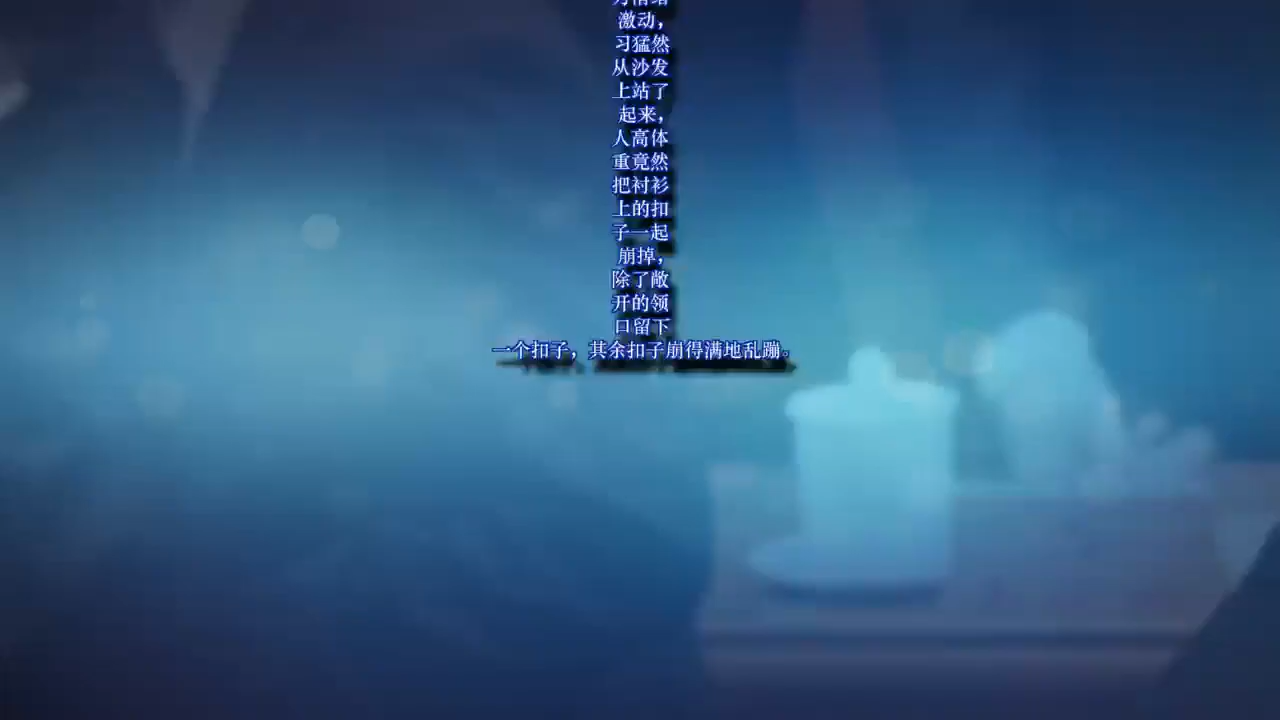 激动，
习猛然
从沙发
上站了
起来，
人高体
重竟然
把衬衫
上的扣
子一起
崩掉，
除了敞
开的领
口留下
一个扣子，其余扣子崩得满地乱蹦。